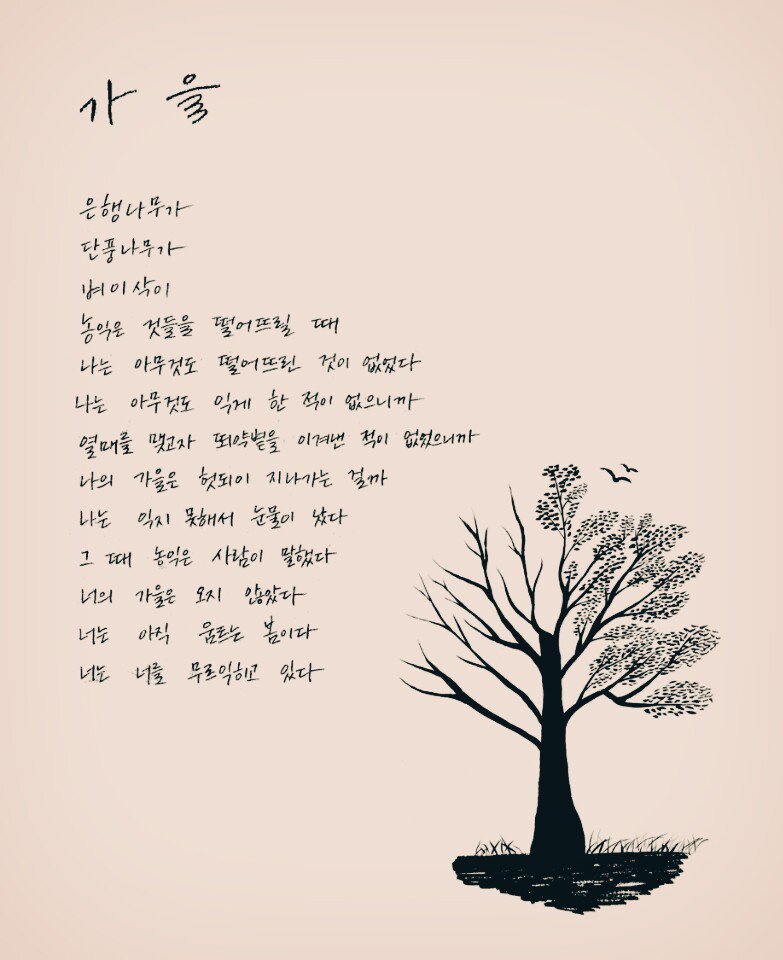 가을
은행나무가
단풍나무가
벼이삭이
농익은 것들을 떨어뜨릴 때
나는 아무것도 떨어뜨린 것이 없었다
나는 아무것도 익게 한 적이 없으니까
열매를 맺고자 뙤약볕을 이겨낸 적이 없었으니까
나의 가을은 헛되이 지나가는 걸까
나는 익지 못해서 눈물이 났다
그 때 농익은 사람이 말했다
너의 가을은 오지 않았다
너는 아직 움트는 봄이다
너는 너를 무르익히고 있다